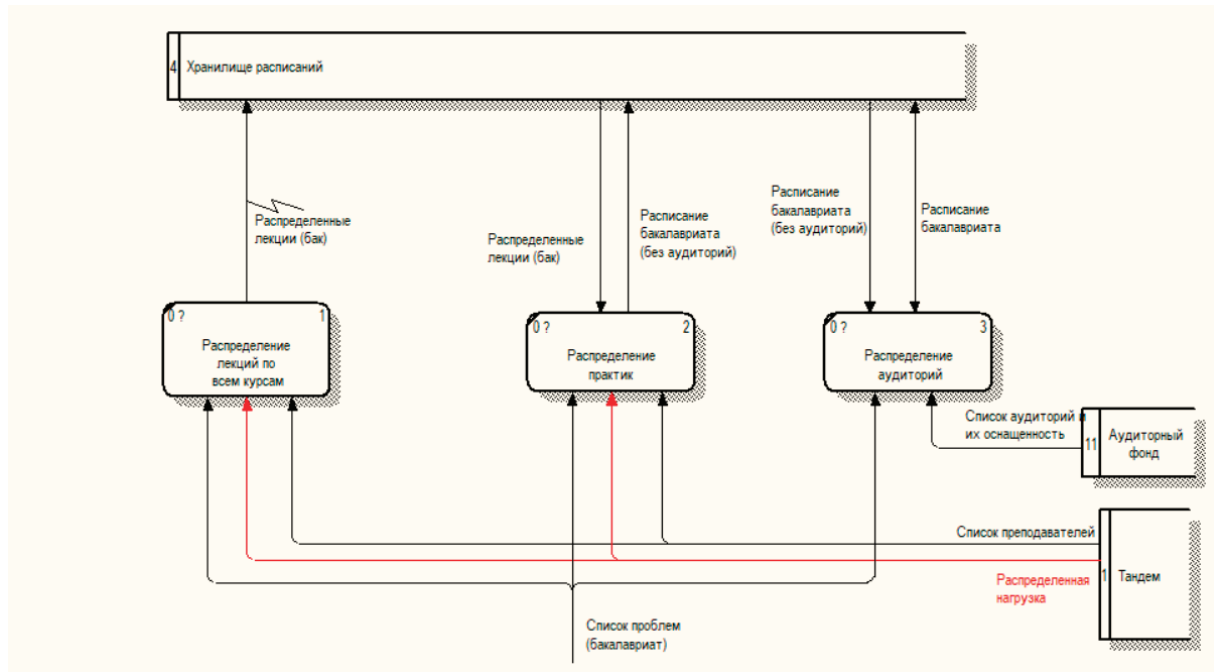 4 Хранилище расписаний
Распределенные
лекции (бак)
Распределенные
лекции (бак)
Расписание
бакалавриата
(без аудиторий)
Расписание
бакалавриата
(без аудиторий)
Расписание
бакалавриата
0 ? 1
Распределение
лекций по
всем курсам
0 ? 2
Распределение
практик
0 ? 3
Распределение
аудиторий
Список аудиторий и
их оснащенность
11 Аудиторный
фонд
Список преподавателей
Распределенная
нагрузка
1 Тандем
Список проблем
(бакалавриат)